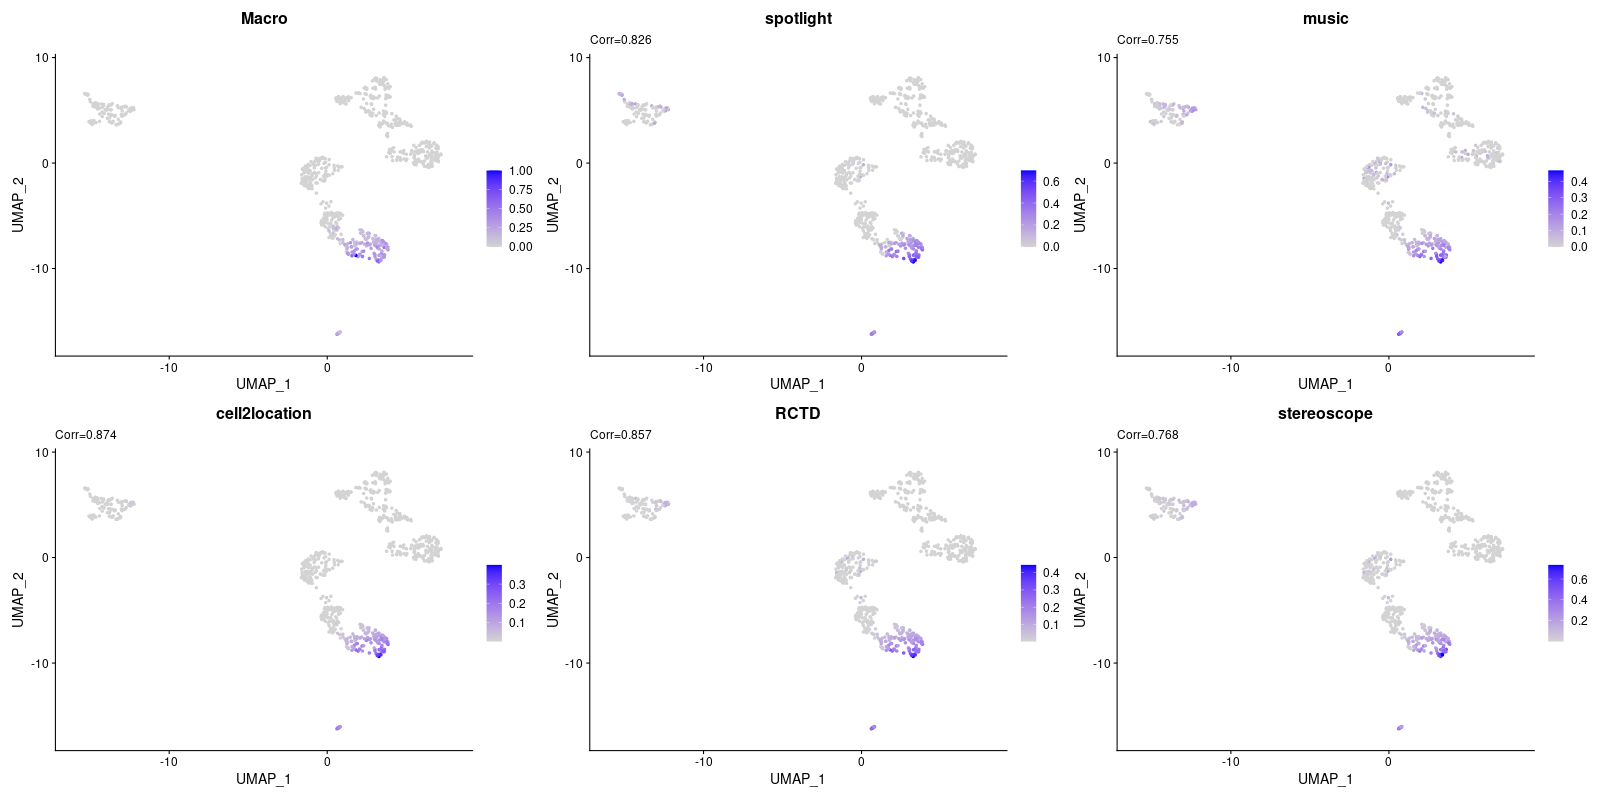 Macro
10
0
-10
UMAP_2
-10
0
UMAP_1
1.00
0.75
0.50
0.25
0.00
spotlight
Corr=0.826
10
0
-10
UMAP_2
-10
0
UMAP_1
0.6
0.4
0.2
0.0
music
Corr=0.755
10
0
-10
UMAP_2
-10
0
UMAP_1
0.4
0.3
0.2
0.1
0.0
cell2location
Corr=0.874
10
0
-10
UMAP_2
-10
0
UMAP_1
0.3
0.2
0.1
RCTD
Corr=0.857
10
0
-10
UMAP_2
-10
0
UMAP_1
0.4
0.3
0.2
0.1
stereoscope
Corr=0.768
10
0
-10
UMAP_2
-10
0
UMAP_1
0.6
0.4
0.2